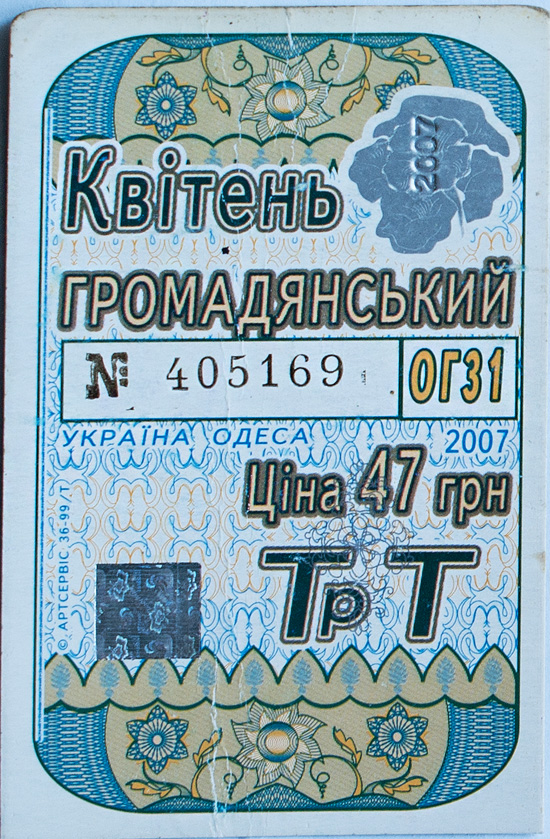 2007
Квітень
ГРОМАДЯНСЬКИЙ
№ 405169 ОГ31
УКРАЇНА ОДЕСА 2007
Ціна 47 грн
Тр Т
© АРТСЕРВІС 36-99/Т